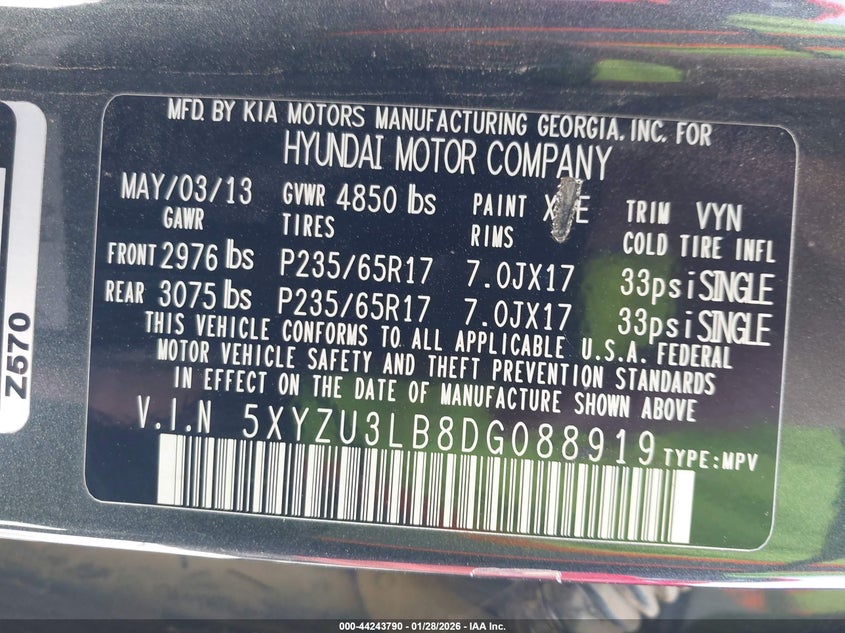 MFD. BY KIA MOTORS MANUFACTURING GEORGIA. INC. FOR
HYUNDAI MOTOR COMPANY
MAY/03/13 GVWR 4850 lbs PAINT TRIM VYN
GAWR TIRES RIMS COLD TIRE INFL
FRONT 2976 lbs P235/65R17 7.0JX17 33psi SINGLE
REAR 3075 lbs P235/65R17 7.0JX17 33psi SINGLE
THIS VEHICLE CONFORMS TO ALL APPLICABLE U.S.A. FEDERAL
MOTOR VEHICLE SAFETY AND THEFT PREVENTION STANDARDS
IN EFFECT ON THE DATE OF MANUFACTURE SHOWN ABOVE
V.I.N 5XYZU3LB8DG088919 TYPE:MPV
Z570
000-44243790 - 01/28/2026 - IAA Inc.